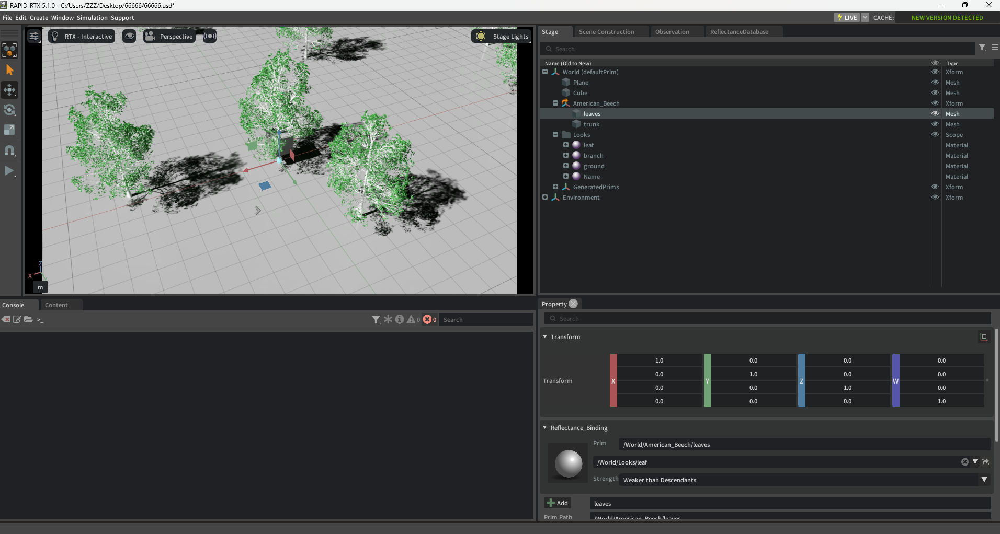 RAPID-RTX 5.1.0 - C:/Users/ZZZ/Desktop/66666/66666.usd*
File Edit Create Window Simulation Support
LIVE CACHE: NEW VERSION DETECTED
RTX - Interactive
Perspective
Stage Lights
Z
X
Y
m
Stage
Scene Construction
Observation
ReflectanceDatabase
Search
Name (Old to New) Type
World (defaultPrim) Xform
Plane Mesh
Cube Mesh
American_Beech Xform
leaves Mesh
trunk Mesh
Looks Scope
leaf Material
branch Material
ground Material
Name Material
GeneratedPrims Xform
Environment Xform
Console
Content
>_
0
0
Search
Property
Search
Transform
1.0 0.0 0.0 0.0
0.0 1.0 0.0 0.0
Transform X Y Z W
0.0 0.0 1.0 0.0
0.0 0.0 0.0 1.0
Reflectance_Binding
Prim /World/American_Beech/leaves
/World/Looks/leaf
Strength Weaker than Descendants
Add leaves
Prim Path /World/American_Beech/leaves